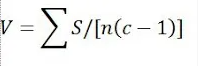 V = ∑ S/[n(c − 1)]